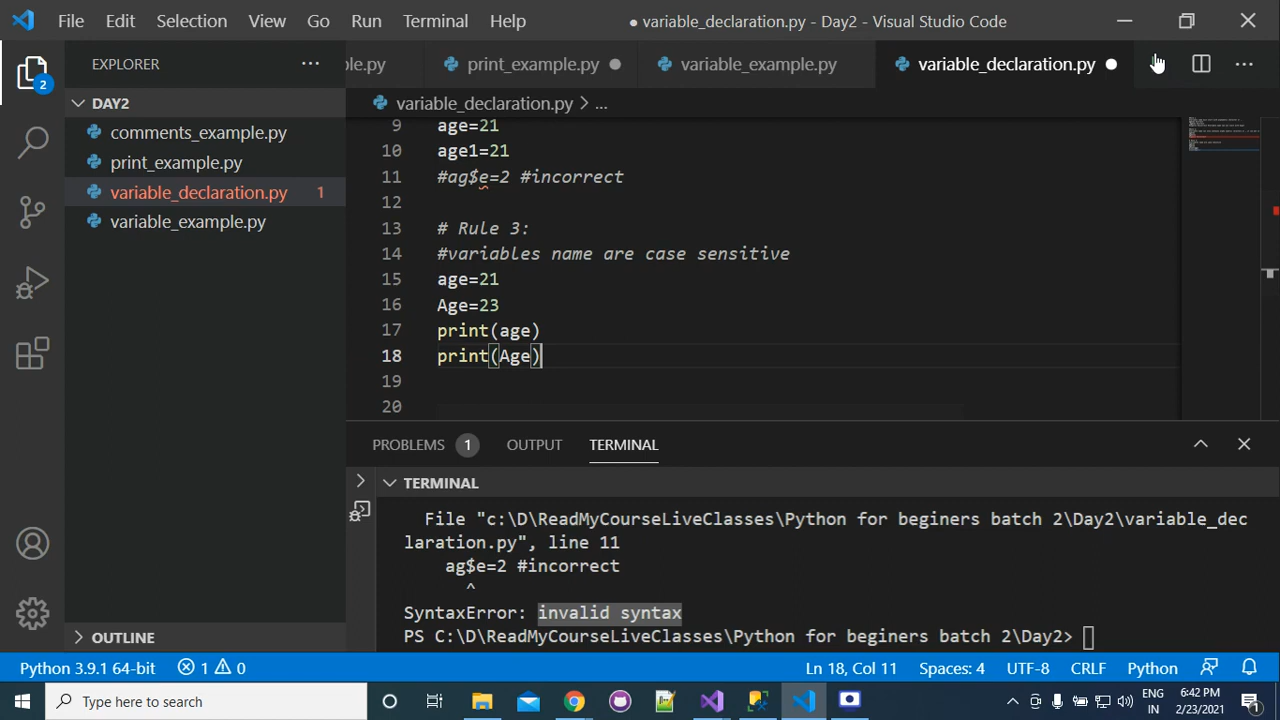 File Edit Selection View Go Run Terminal Help
● variable_declaration.py - Day2 - Visual Studio Code
2
EXPLORER ...
DAY2
comments_example.py
print_example.py
variable_declaration.py 1
variable_example.py
OUTLINE
le.py print_example.py variable_example.py variable_declaration.py ...
variable_declaration.py > ...
9 age=21
10 age1=21
11 #ag$e=2 #incorrect
12
13 # Rule 3:
14 #variables name are case sensitive
15 age=21
16 Age=23
17 print(age)
18 print(Age)
19
20
PROBLEMS 1 OUTPUT TERMINAL
TERMINAL
File "c:\D\ReadMyCourseLiveClasses\Python for beginers batch 2\Day2\variable_dec
laration.py", line 11
ag$e=2 #incorrect
^
SyntaxError: invalid syntax
PS C:\D\ReadMyCourseLiveClasses\Python for beginers batch 2\Day2>
Python 3.9.1 64-bit 1 0 Ln 18, Col 11 Spaces: 4 UTF-8 CRLF Python
Type here to search
ENG
IN
6:42 PM
2/23/2021
1